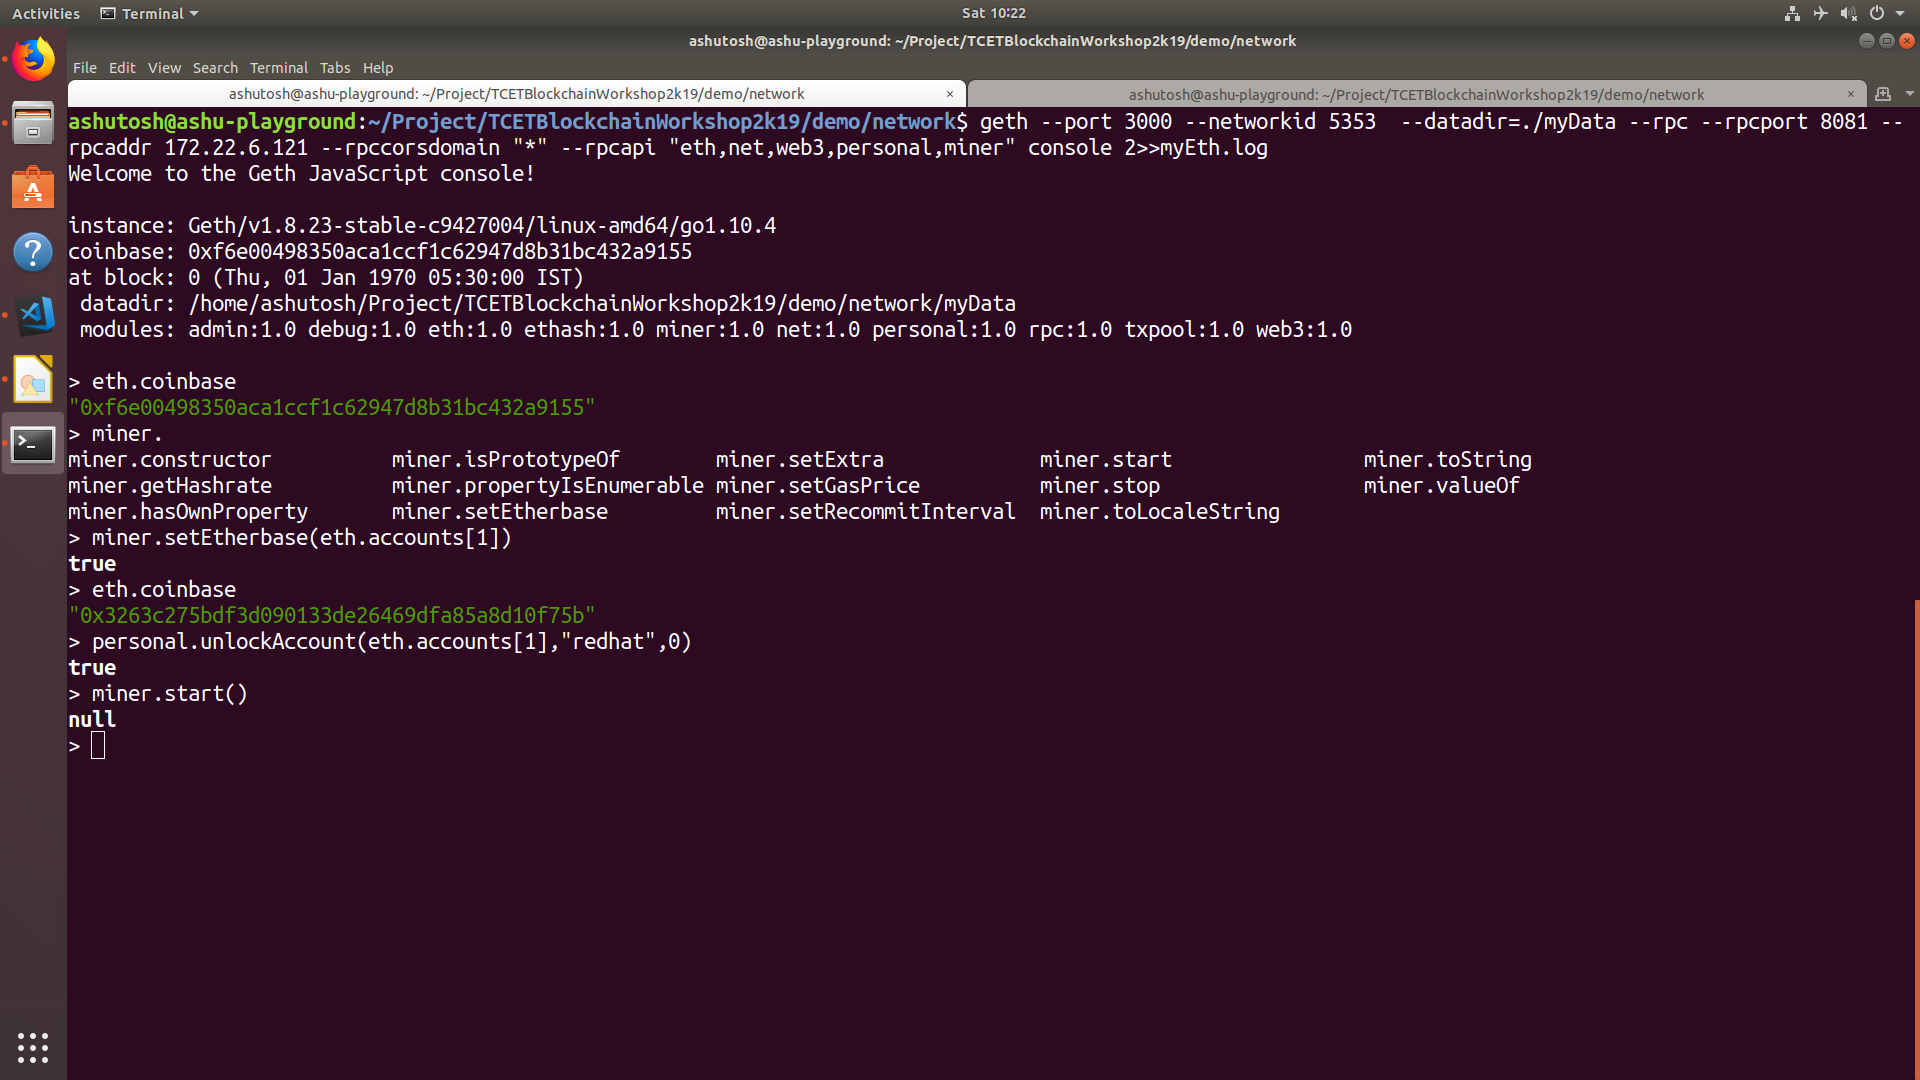 Activities Terminal Sat 10:22
ashutosh@ashu-playground: ~/Project/TCETBlockchainWorkshop2k19/demo/network
File Edit View Search Terminal Tabs Help
ashutosh@ashu-playground: ~/Project/TCETBlockchainWorkshop2k19/demo/network × ashutosh@ashu-playground: ~/Project/TCETBlockchainWorkshop2k19/demo/network ×
ashutosh@ashu-playground:~/Project/TCETBlockchainWorkshop2k19/demo/network$ geth --port 3000 --networkid 5353  --datadir=./myData --rpc --rpcport 8081 --
rpcaddr 172.22.6.121 --rpccorsdomain "*" --rpcapi "eth,net,web3,personal,miner" console 2>>myEth.log
Welcome to the Geth JavaScript console!
instance: Geth/v1.8.23-stable-c9427004/linux-amd64/go1.10.4
coinbase: 0xf6e00498350aca1ccf1c62947d8b31bc432a9155
at block: 0 (Thu, 01 Jan 1970 05:30:00 IST)
datadir: /home/ashutosh/Project/TCETBlockchainWorkshop2k19/demo/network/myData
modules: admin:1.0 debug:1.0 eth:1.0 ethash:1.0 miner:1.0 net:1.0 personal:1.0 rpc:1.0 txpool:1.0 web3:1.0
> eth.coinbase
"0xf6e00498350aca1ccf1c62947d8b31bc432a9155"
> miner.
miner.constructor miner.isPrototypeOf miner.setExtra miner.start miner.toString
miner.getHashrate miner.propertyIsEnumerable miner.setGasPrice miner.stop miner.valueOf
miner.hasOwnProperty miner.setEtherbase miner.setRecommitInterval miner.toLocaleString
> miner.setEtherbase(eth.accounts[1])
true
> eth.coinbase
"0x3263c275bdf3d090133de26469dfa85a8d10f75b"
> personal.unlockAccount(eth.accounts[1],"redhat",0)
true
> miner.start()
null
>